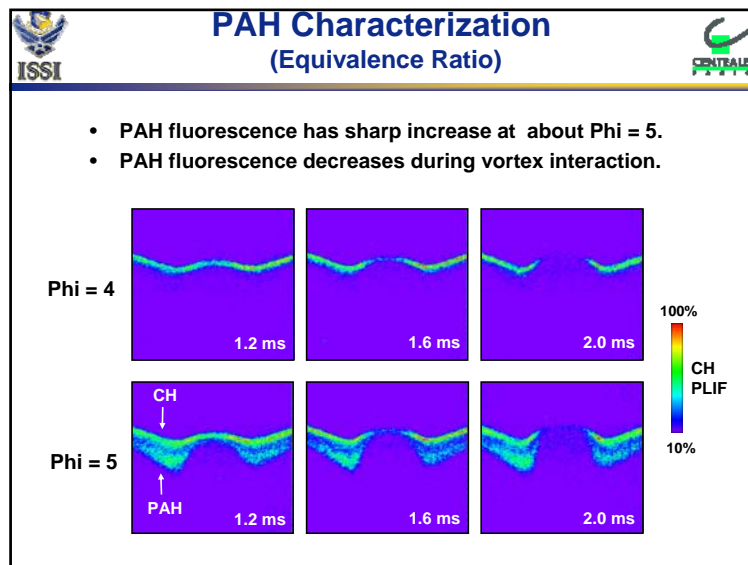 PAH Characterization
(Equivalence Ratio)
ISSI
CENTRALE
PARIS
• PAH fluorescence has sharp increase at about Phi = 5.
• PAH fluorescence decreases during vortex interaction.
Phi = 4
1.2 ms
1.6 ms
2.0 ms
100%
CH
PLIF
10%
Phi = 5
CH
PAH
1.2 ms
1.6 ms
2.0 ms